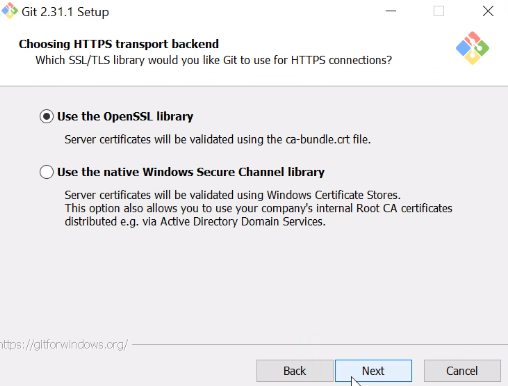 Git 2.31.1 Setup
Choosing HTTPS transport backend
Which SSL/TLS library would you like Git to use for HTTPS connections?
Use the OpenSSL library
Server certificates will be validated using the ca-bundle.crt file.
Use the native Windows Secure Channel library
Server certificates will be validated using Windows Certificate Stores.
This option also allows you to use your company's internal Root CA certificates
distributed e.g. via Active Directory Domain Services.
https://gitforwindows.org/
Back Next Cancel